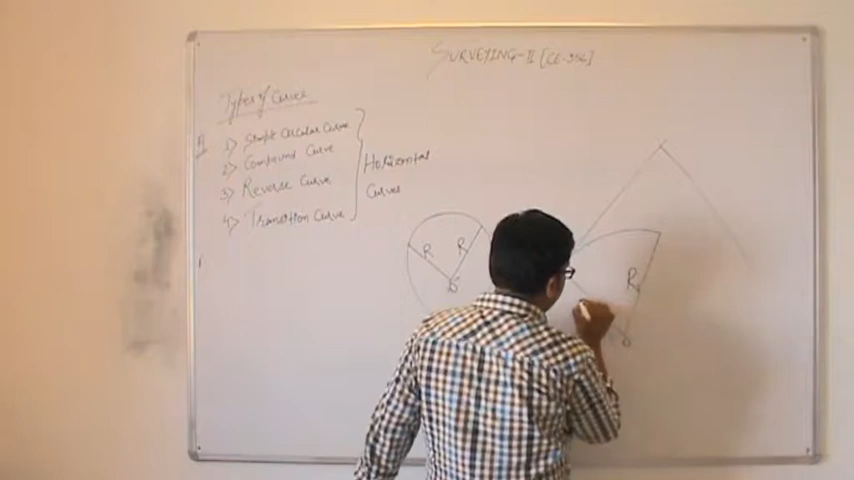 SURVEYING-II [CE-356]
Types of Curves
A
1) Simple Circular Curve
2) Compound Curve
3) Reverse Curve
4) Transition Curve
Horizontal
Curves
R
R
O
R
O